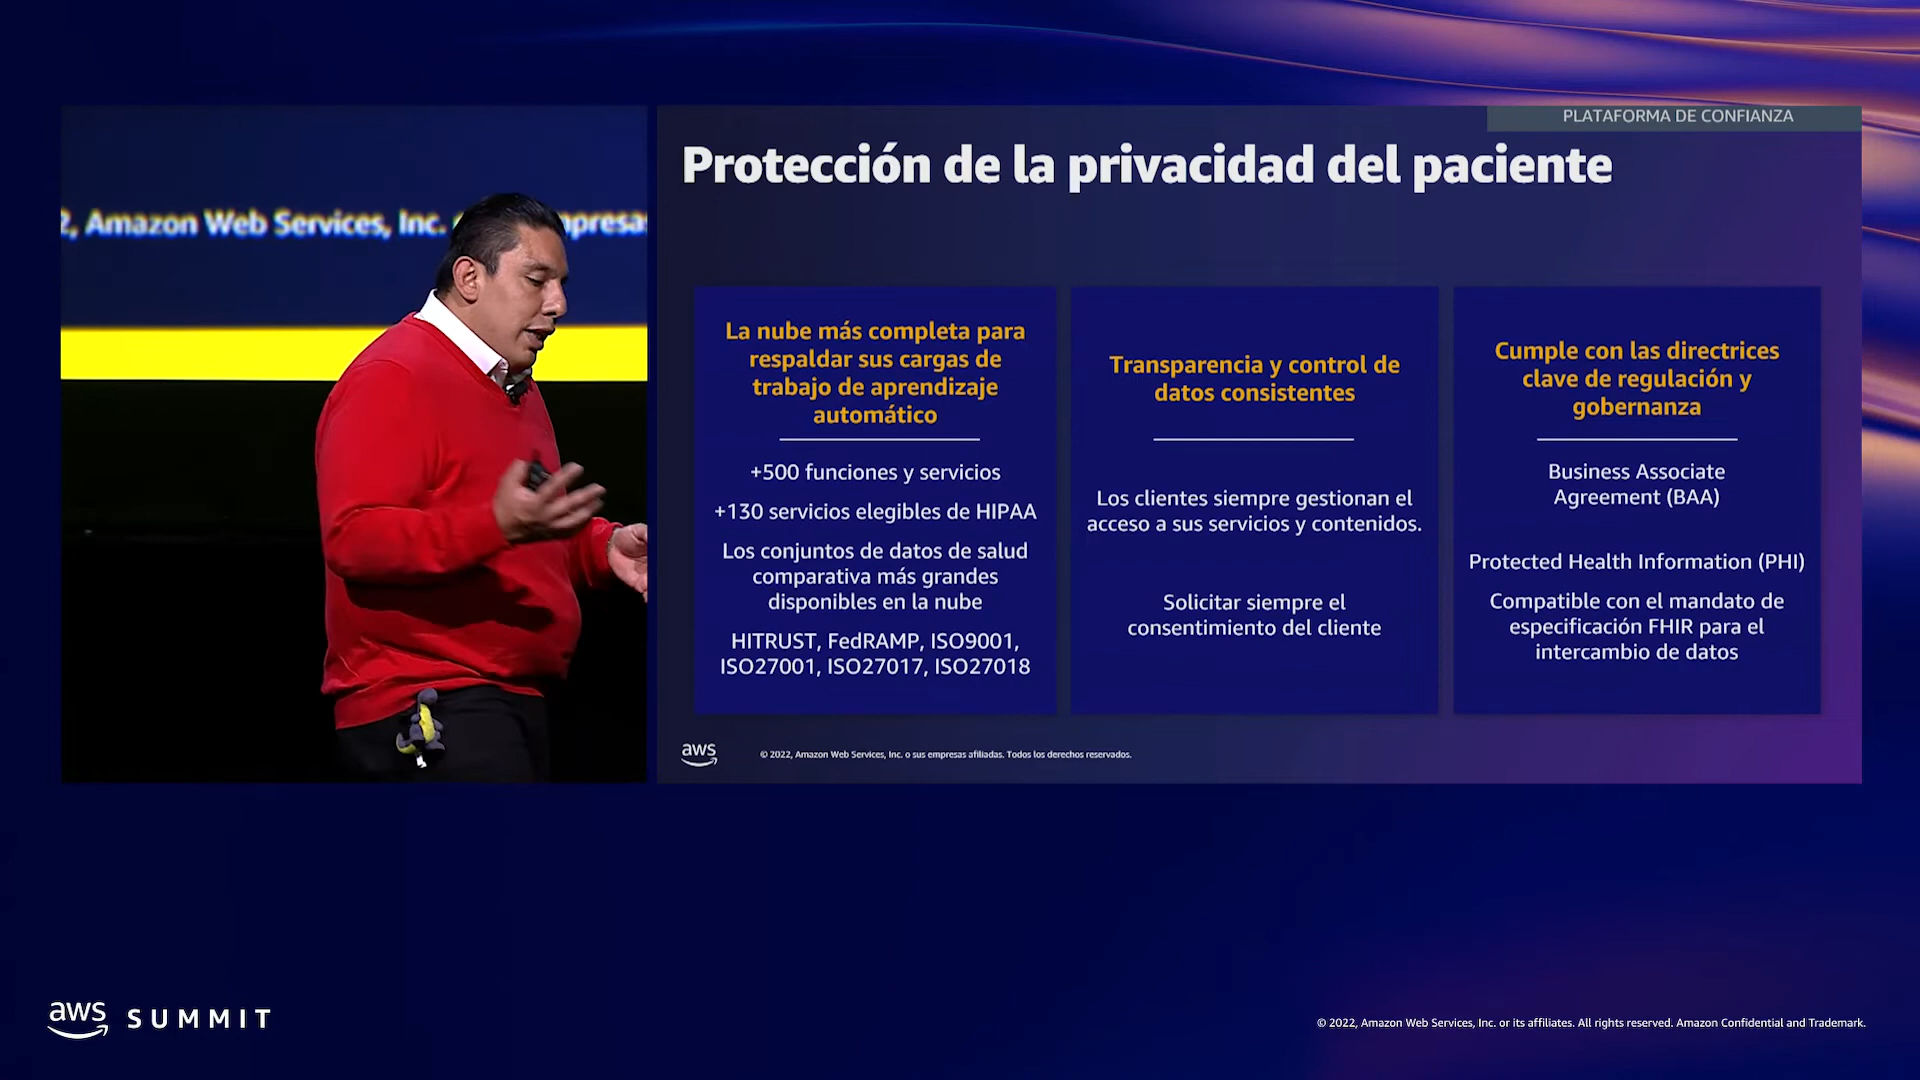 2, Amazon Web Services, Inc.
PLATAFORMA DE CONFIANZA
Protección de la privacidad del paciente
La nube más completa para
respaldar sus cargas de
trabajo de aprendizaje
automático
+500 funciones y servicios
+130 servicios elegibles de HIPAA
Los conjuntos de datos de salud
comparativa más grandes
disponibles en la nube
HITRUST, FedRAMP, ISO9001,
ISO27001, ISO27017, ISO27018
Transparencia y control de
datos consistentes
Los clientes siempre gestionan el
acceso a sus servicios y contenidos.
Solicitar siempre el
consentimiento del cliente
Cumple con las directrices
clave de regulación y
gobernanza
Business Associate
Agreement (BAA)
Protected Health Information (PHI)
Compatible con el mandato de
especificación FHIR para el
intercambio de datos
aws
© 2022, Amazon Web Services, Inc. o sus empresas afiliadas. Todos los derechos reservados.
aws SUMMIT
© 2022, Amazon Web Services, Inc. or its affiliates. All rights reserved. Amazon Confidential and Trademark.